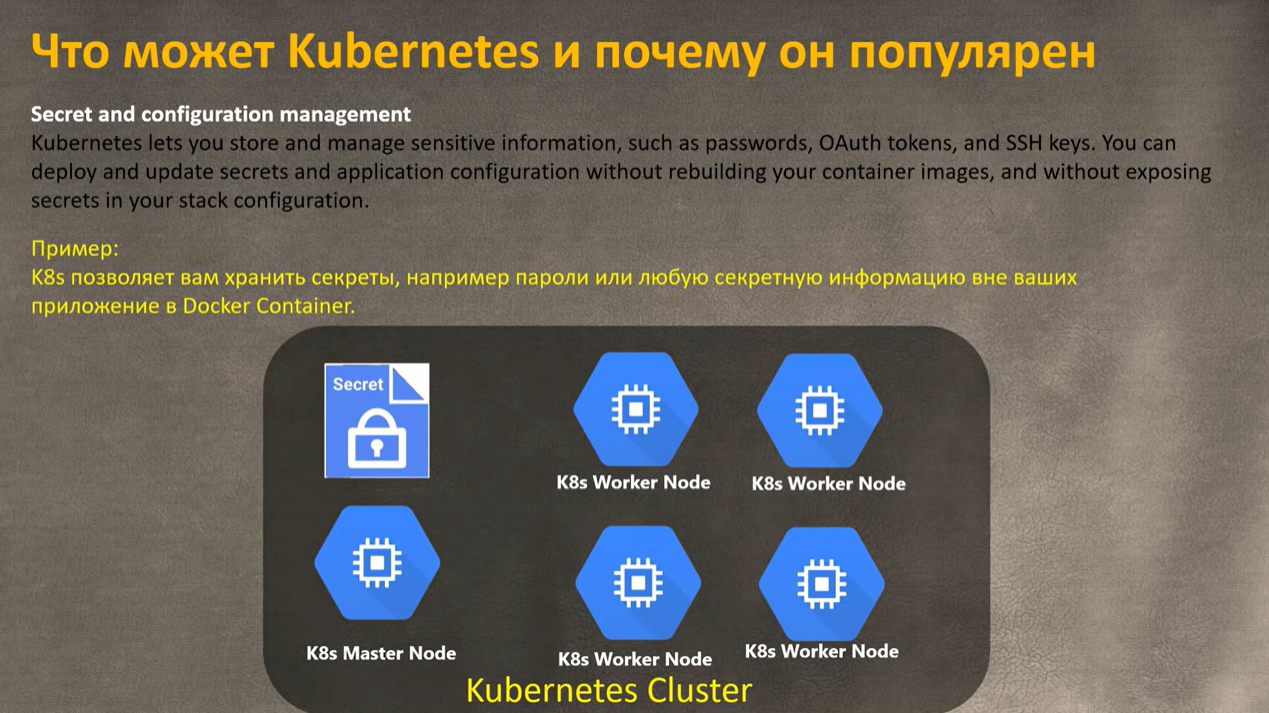 Что может Kubernetes и почему он популярен
Secret and configuration management
Kubernetes lets you store and manage sensitive information, such as passwords, OAuth tokens, and SSH keys. You can
deploy and update secrets and application configuration without rebuilding your container images, and without exposing
secrets in your stack configuration.
Пример:
K8s позволяет вам хранить секреты, например пароли или любую секретную информацию вне ваших
приложение в Docker Container.
Secret
K8s Worker Node
K8s Worker Node
K8s Master Node
K8s Worker Node
K8s Worker Node
Kubernetes Cluster